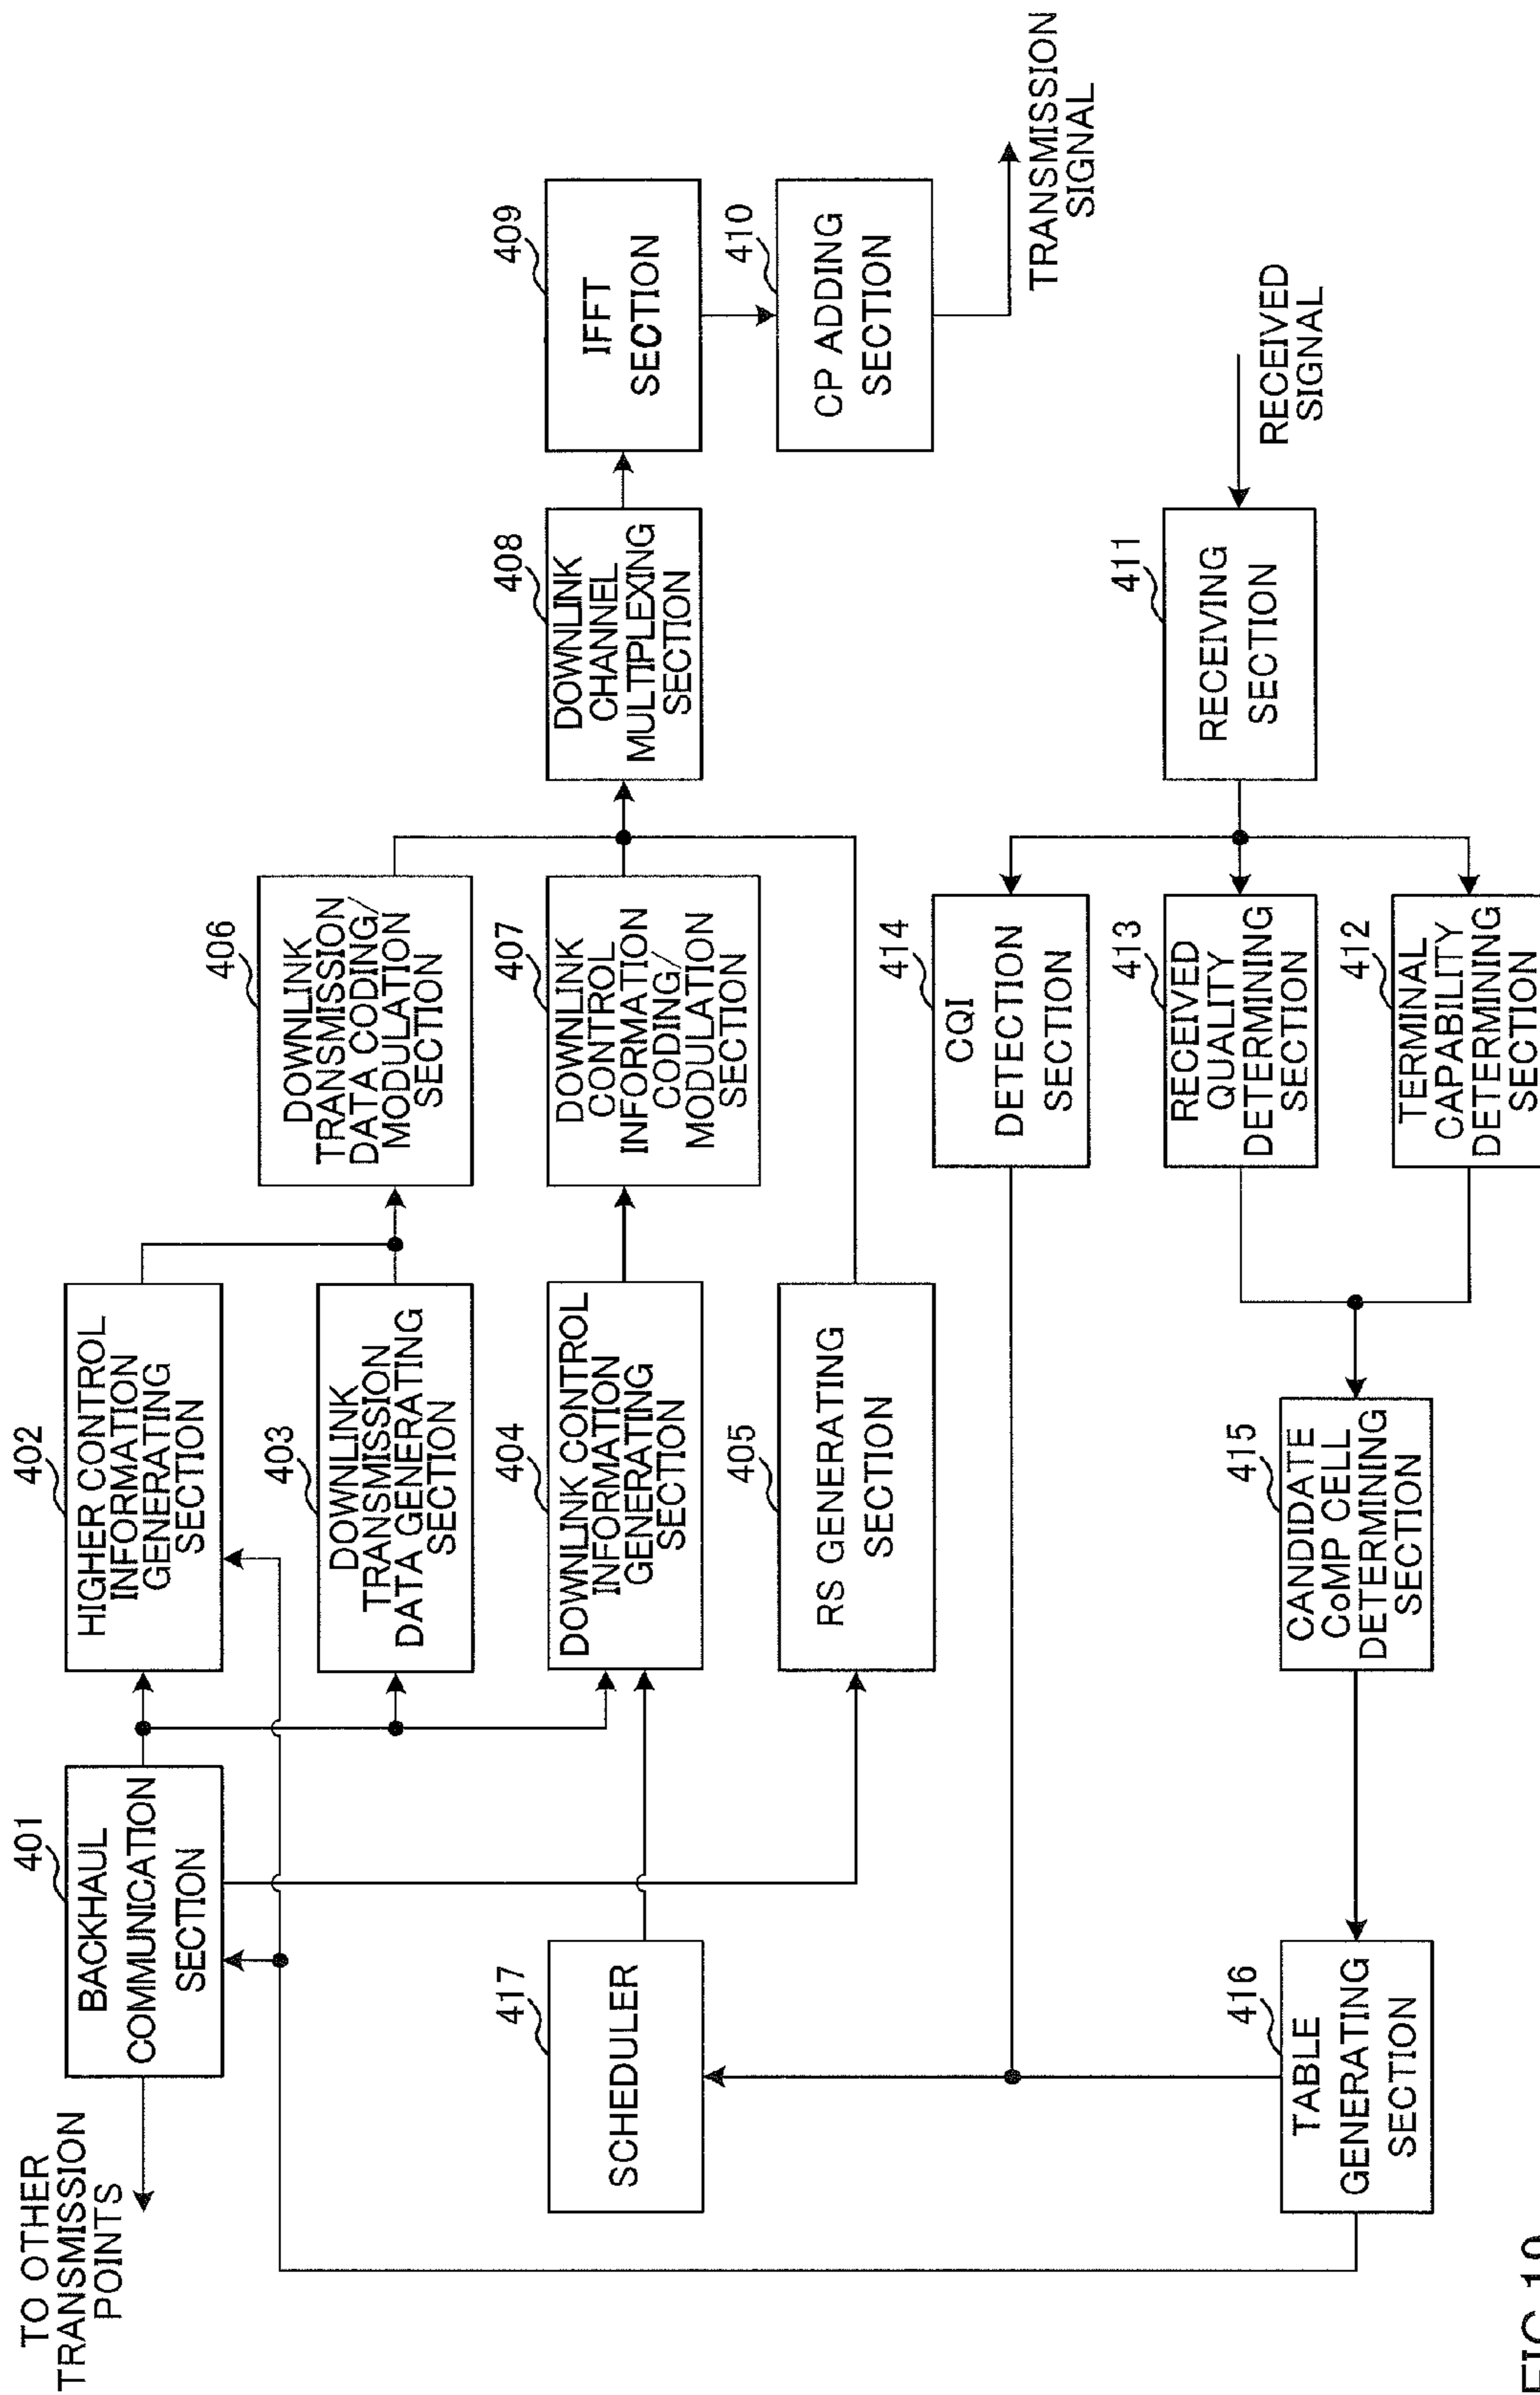 TO OTHER
TRANSMISSION
POINTS
401
BACKHAUL
COMMUNICATION
SECTION
402
HIGHER CONTROL
INFORMATION
GENERATING
SECTION
403
DOWNLINK
TRANSMISSION
DATA GENERATING
SECTION
404
DOWNLINK CONTROL
INFORMATION
GENERATING
SECTION
405
RS GENERATING
SECTION
406
DOWNLINK
TRANSMISSION
DATA CODING/
MODULATION
SECTION
407
DOWNLINK
CONTROL
INFORMATION
CODING/
MODULATION
SECTION
408
DOWNLINK
CHANNEL
MULTIPLEXING
SECTION
409
IFFT
SECTION
410
CP ADDING
SECTION
TRANSMISSION
SIGNAL
RECEIVED
SIGNAL
411
RECEIVING
SECTION
414
CQI
DETECTION
SECTION
413
RECEIVED
QUALITY
DETERMINING
SECTION
412
TERMINAL
CAPABILITY
DETERMINING
SECTION
415
CANDIDATE
CoMP CELL
DETERMINING
SECTION
416
TABLE
GENERATING
SECTION
417
SCHEDULER